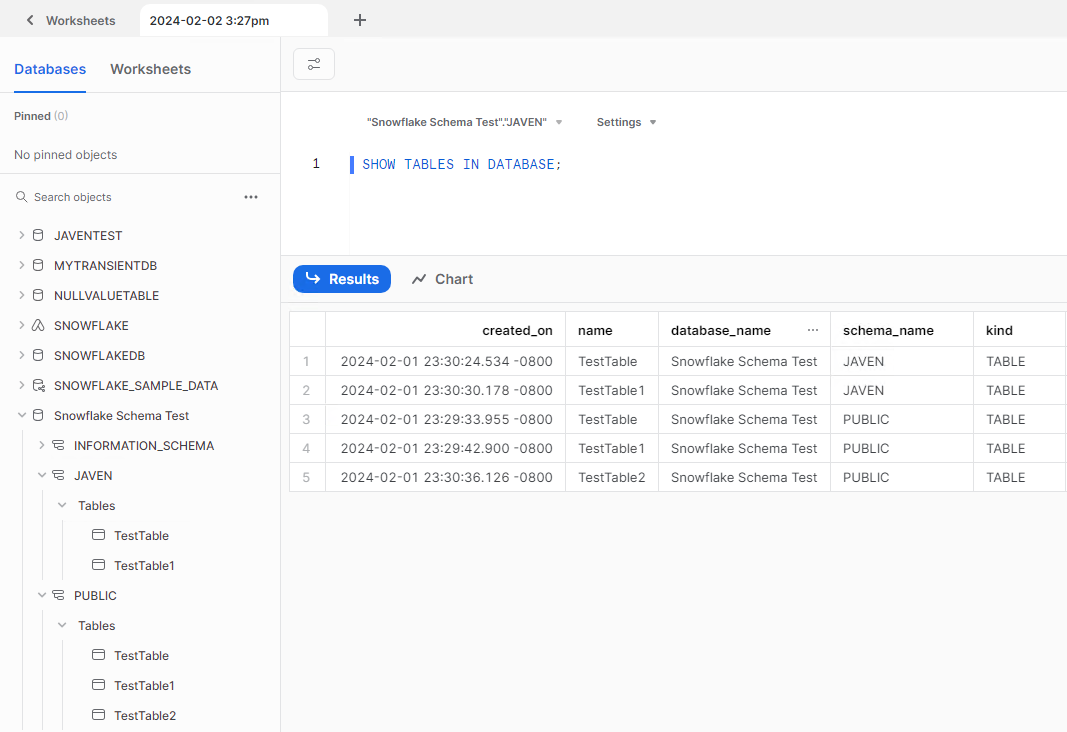 Worksheets
2024-02-02 3:27pm
Databases Worksheets
Pinned (0)
No pinned objects
Search objects
JAVENTEST
MYTRANSIENTDB
NULLVALUETABLE
SNOWFLAKE
SNOWFLAKEDB
SNOWFLAKE_SAMPLE_DATA
Snowflake Schema Test
INFORMATION_SCHEMA
JAVEN
Tables
TestTable
TestTable1
PUBLIC
Tables
TestTable
TestTable1
TestTable2
"Snowflake Schema Test"."JAVEN" Settings
1 SHOW TABLES IN DATABASE;
Results Chart
created_on name database_name ... schema_name kind
1 2024-02-01 23:30:24.534 -0800 TestTable Snowflake Schema Test JAVEN TABLE
2 2024-02-01 23:30:30.178 -0800 TestTable1 Snowflake Schema Test JAVEN TABLE
3 2024-02-01 23:29:33.955 -0800 TestTable Snowflake Schema Test PUBLIC TABLE
4 2024-02-01 23:29:42.900 -0800 TestTable1 Snowflake Schema Test PUBLIC TABLE
5 2024-02-01 23:30:36.126 -0800 TestTable2 Snowflake Schema Test PUBLIC TABLE